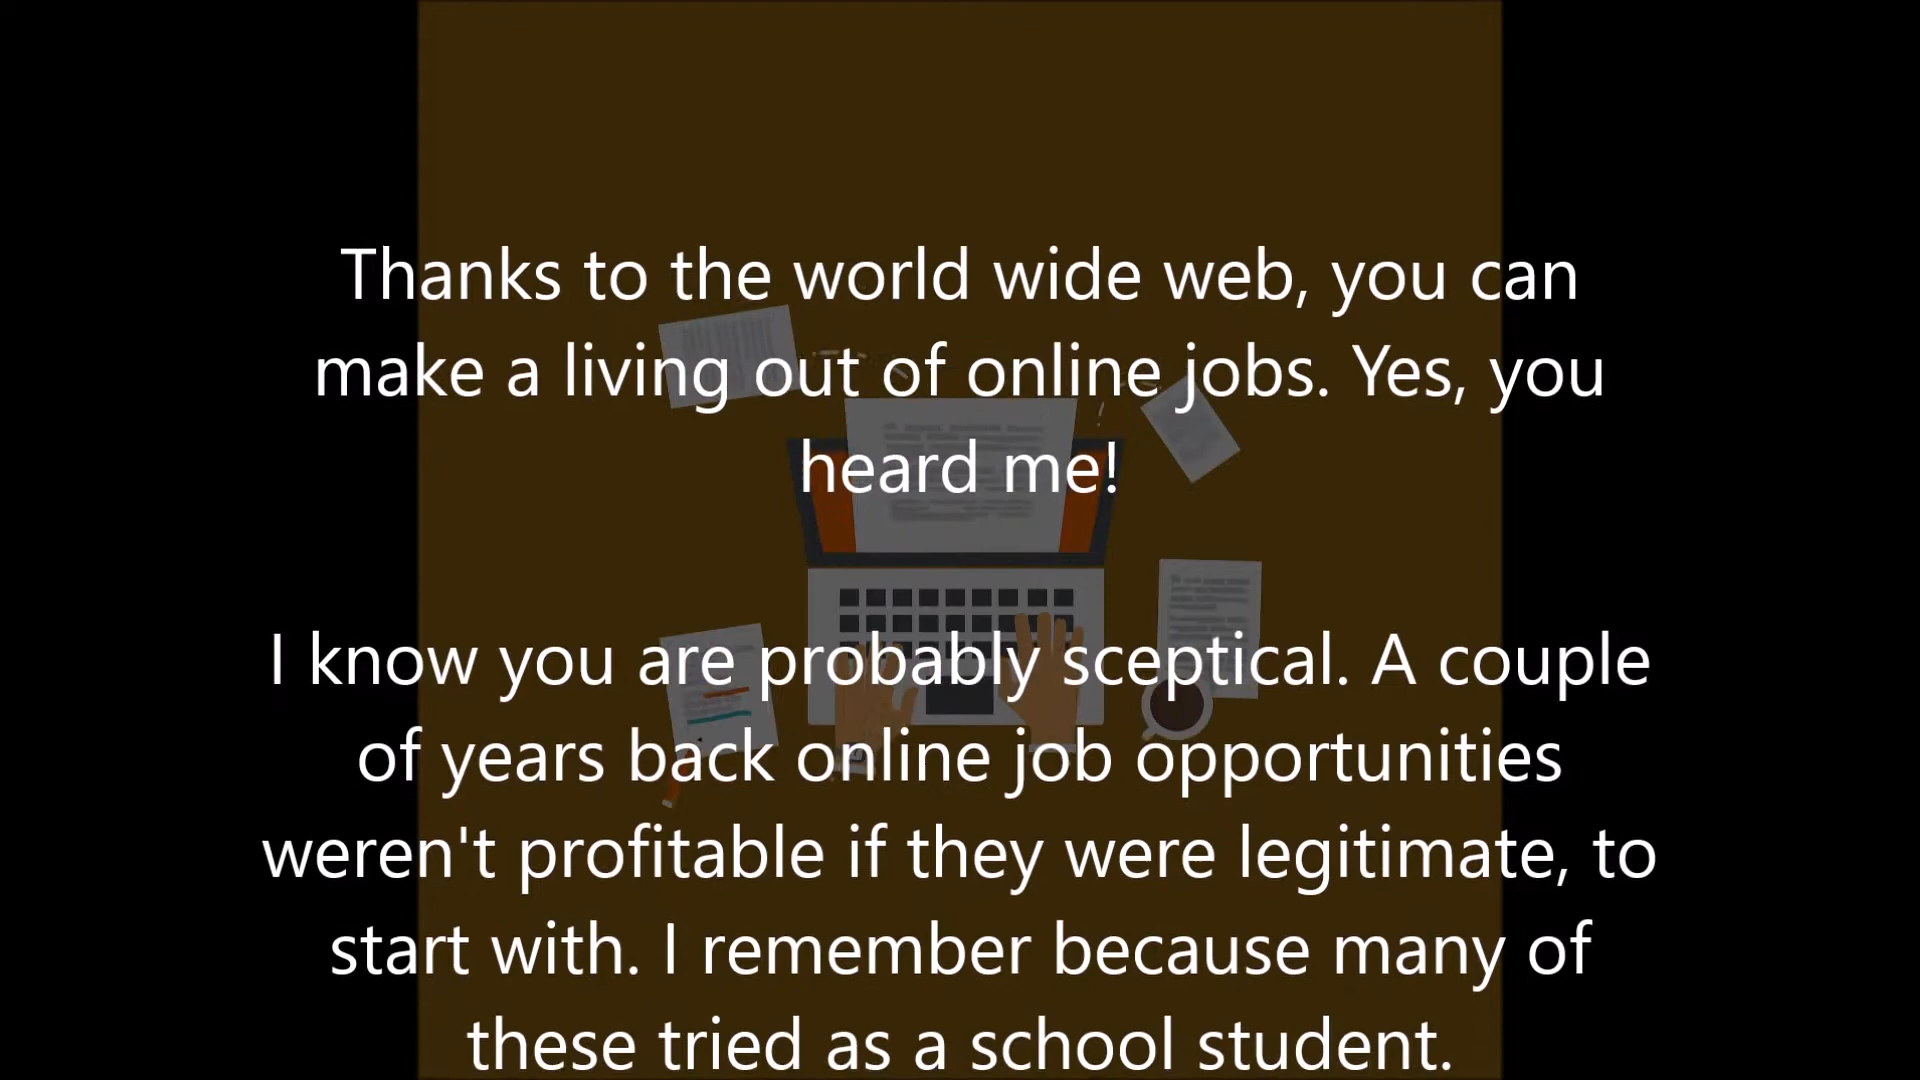 Thanks to the world wide web, you can
make a living out of online jobs. Yes, you
heard me!
I know you are probably sceptical. A couple
of years back online job opportunities
weren't profitable if they were legitimate, to
start with. I remember because many of
these tried as a school student.